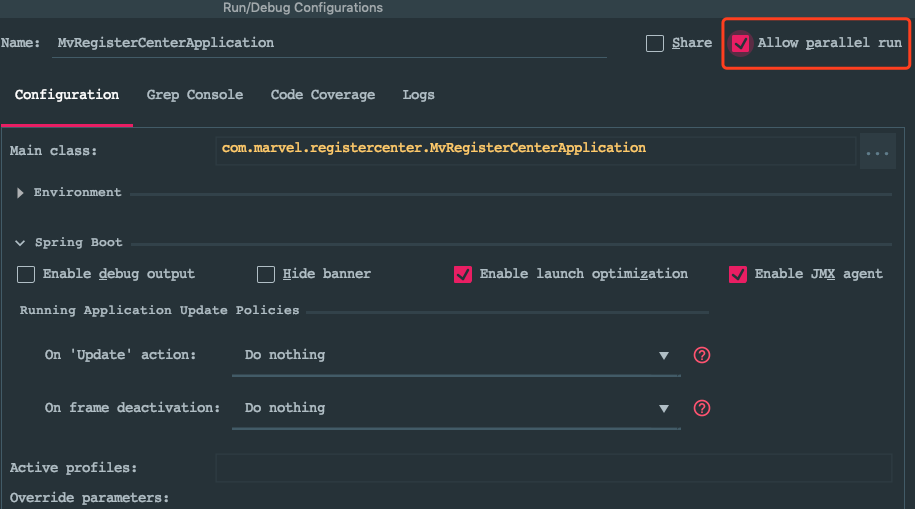 Run/Debug Configurations
Name: MvRegisterCenterApplication Share Allow parallel run
Configuration Grep Console Code Coverage Logs
Main class: com.marvel.registercenter.MvRegisterCenterApplication ...
Environment
Spring Boot
Enable debug output Hide banner Enable launch optimization Enable JMX agent
Running Application Update Policies
On 'Update' action: Do nothing ?
On frame deactivation: Do nothing ?
Active profiles:
Override parameters: